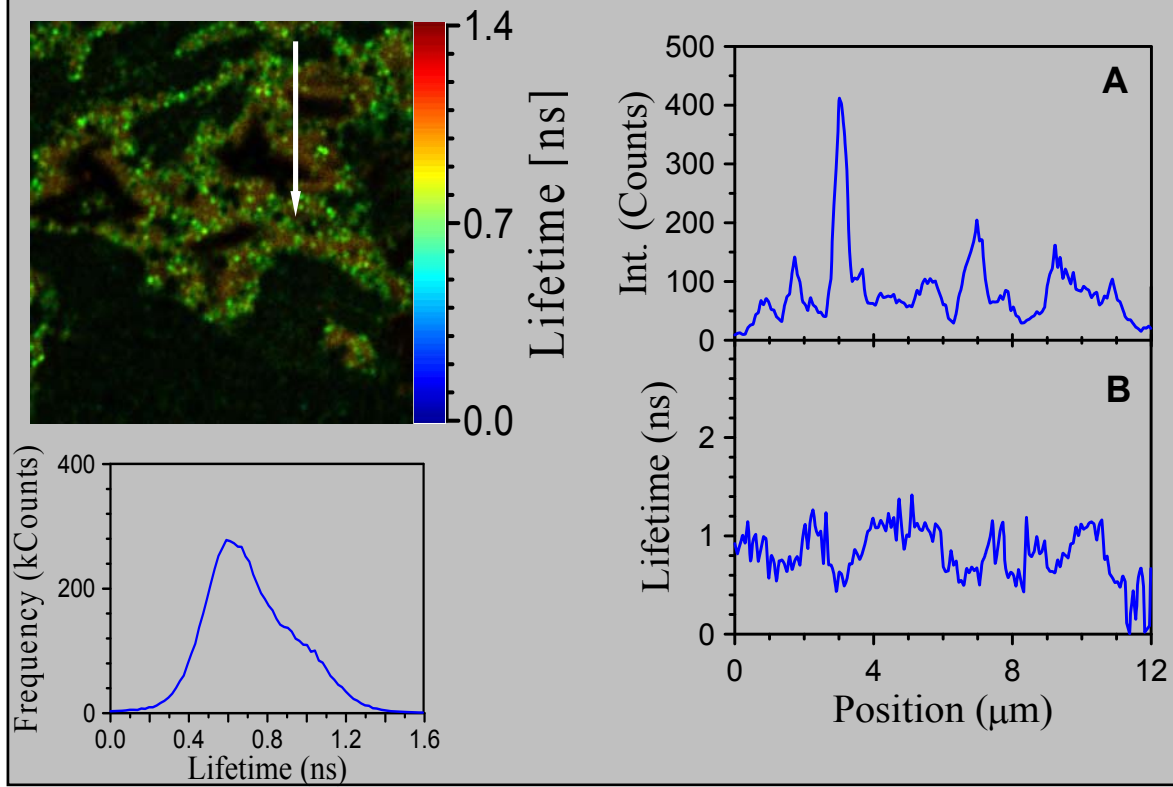 1.4
0.7
0.0
Lifetime [ns]
400
200
0
Frequency (kCounts)
0.0 0.4 0.8 1.2 1.6
Lifetime (ns)
A
500
400
300
200
100
0
Int. (Counts)
B
2
1
0
Lifetime (ns)
0 4 8 12
Position (μm)